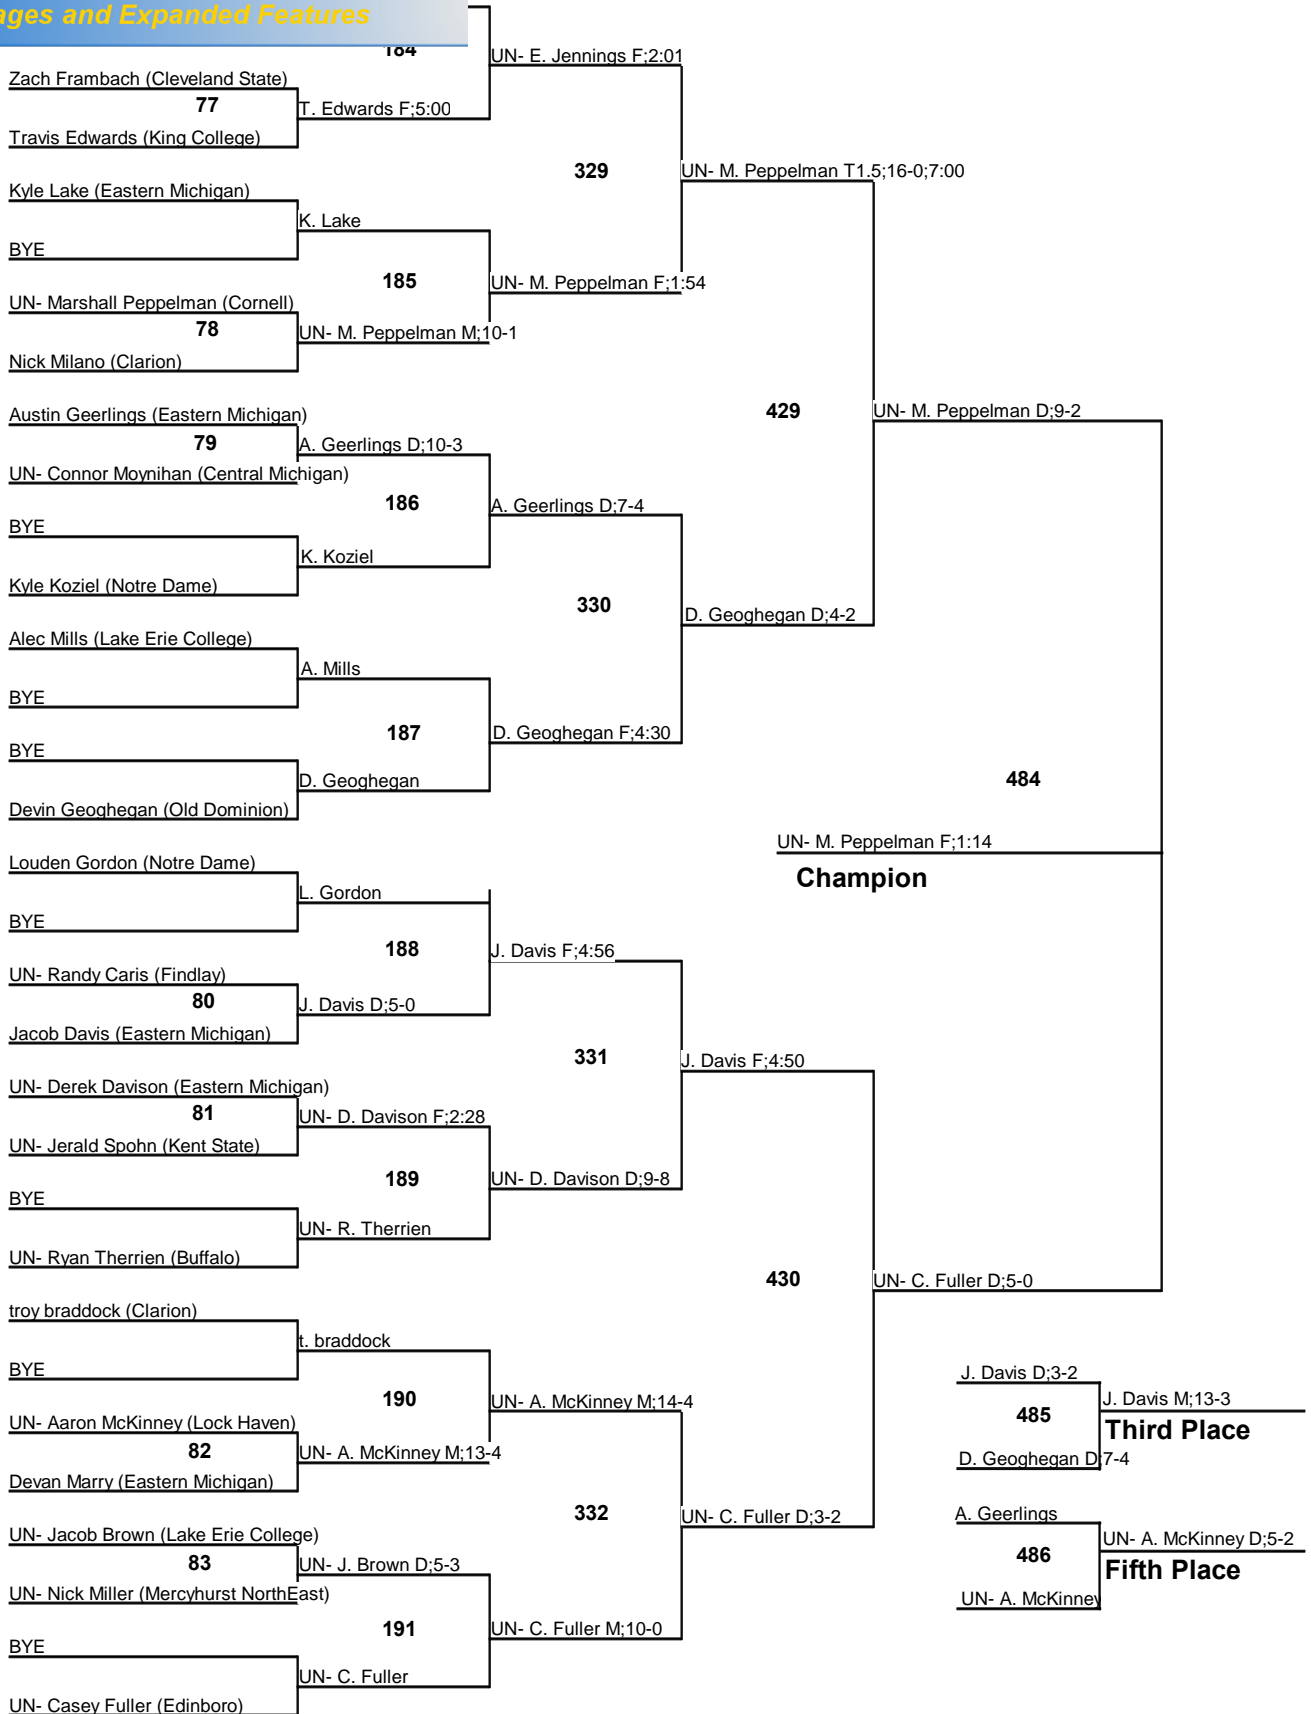 ages and Expanded Features
184
UN- E. Jennings F;2:01
Zach Frambach (Cleveland State)
77
T. Edwards F;5:00
Travis Edwards (King College)
329
UN- M. Peppelman T1.5;16-0;7:00
Kyle Lake (Eastern Michigan)
K. Lake
BYE
185
UN- M. Peppelman F;1:54
UN- Marshall Peppelman (Cornell)
78
UN- M. Peppelman M;10-1
Nick Milano (Clarion)
429
UN- M. Peppelman D;9-2
Austin Geerlings (Eastern Michigan)
79
A. Geerlings D;10-3
UN- Connor Moynihan (Central Michigan)
186
A. Geerlings D;7-4
BYE
K. Koziel
Kyle Koziel (Notre Dame)
330
D. Geoghegan D;4-2
Alec Mills (Lake Erie College)
A. Mills
BYE
187
D. Geoghegan F;4:30
BYE
D. Geoghegan
Devin Geoghegan (Old Dominion)
484
UN- M. Peppelman F;1:14
Champion
Louden Gordon (Notre Dame)
L. Gordon
BYE
188
J. Davis F;4:56
UN- Randy Caris (Findlay)
80
J. Davis D;5-0
Jacob Davis (Eastern Michigan)
331
J. Davis F;4:50
UN- Derek Davison (Eastern Michigan)
81
UN- D. Davison F;2:28
UN- Jerald Spohn (Kent State)
189
UN- D. Davison D;9-8
BYE
UN- R. Therrien
UN- Ryan Therrien (Buffalo)
430
UN- C. Fuller D;5-0
troy braddock (Clarion)
t. braddock
BYE
190
UN- A. McKinney M;14-4
UN- Aaron McKinney (Lock Haven)
82
UN- A. McKinney M;13-4
Devan Marry (Eastern Michigan)
332
UN- C. Fuller D;3-2
UN- Jacob Brown (Lake Erie College)
83
UN- J. Brown D;5-3
UN- Nick Miller (Mercyhurst NorthEast)
191
UN- C. Fuller M;10-0
BYE
UN- C. Fuller
UN- Casey Fuller (Edinboro)
J. Davis D;3-2
485
J. Davis M;13-3
Third Place
D. Geoghegan D;7-4
A. Geerlings
486
UN- A. McKinney D;5-2
Fifth Place
UN- A. McKinney